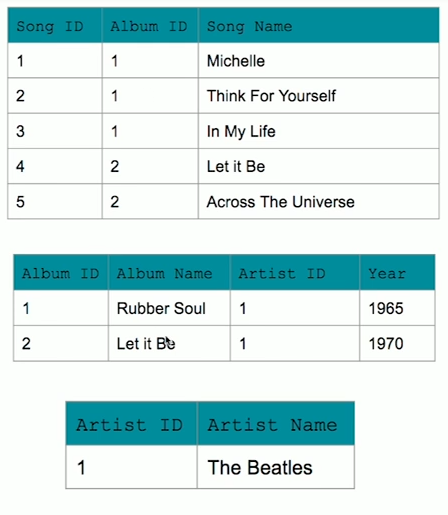 Song ID Album ID Song Name
1 1 Michelle
2 1 Think For Yourself
3 1 In My Life
4 2 Let it Be
5 2 Across The Universe
Album ID Album Name Artist ID Year
1 Rubber Soul 1 1965
2 Let it Be 1 1970
Artist ID Artist Name
1 The Beatles